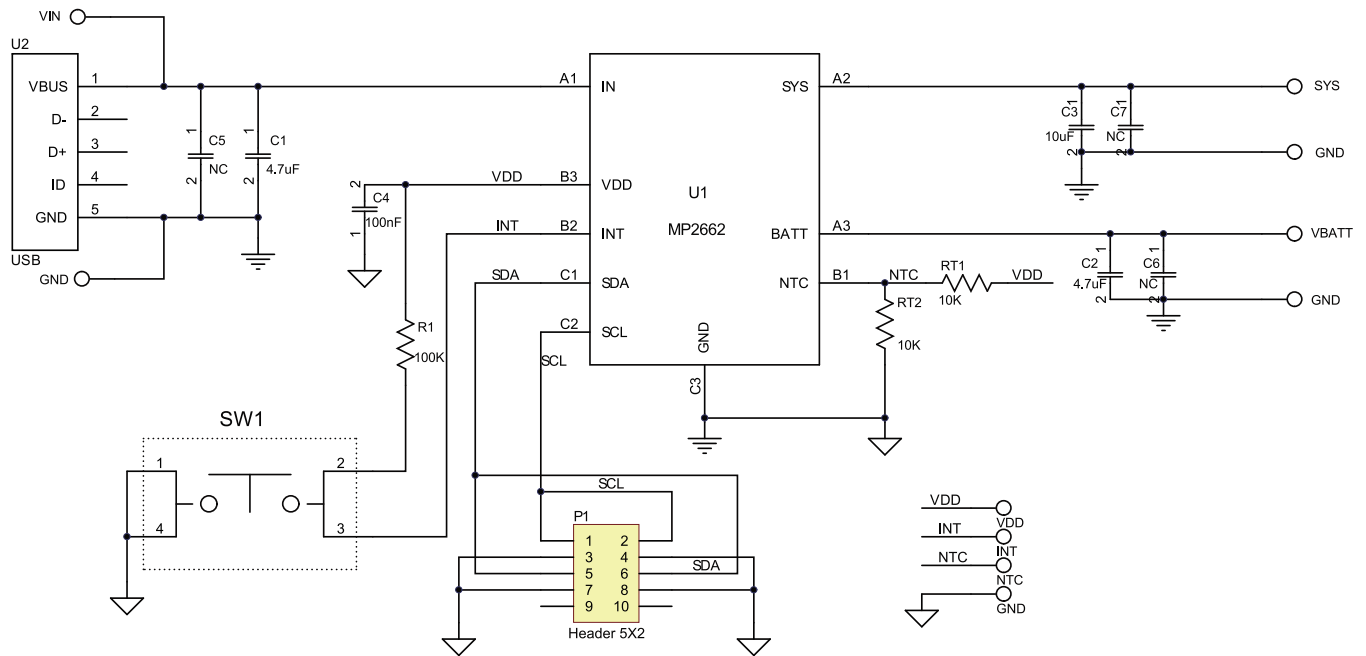 VIN
U2
VBUS 1
D- 2
D+ 3
ID 4
GND 5
USB
GND
1
C5
NC
2
1
C1
4.7uF
2
2
C4
100nF
1
VDD
INT
SDA
SCL
R1
100K
A1 IN
B3 VDD
B2 INT
C1 SDA
C2 SCL
U1
MP2662
GND
C3
SYS A2
BATT A3
NTC B1
NTC
RT1
10K
VDD
RT2
10K
C3 1
10uF
2
C7 1
NC
2
SYS
GND
1
C2
4.7uF
2
1
C6
NC
2
VBATT
GND
SW1
1
4
2
3
SCL
SDA
P1
1 2
3 4
5 6
7 8
9 10
Header 5X2
VDD
VDD
INT
INT
NTC
NTC
GND